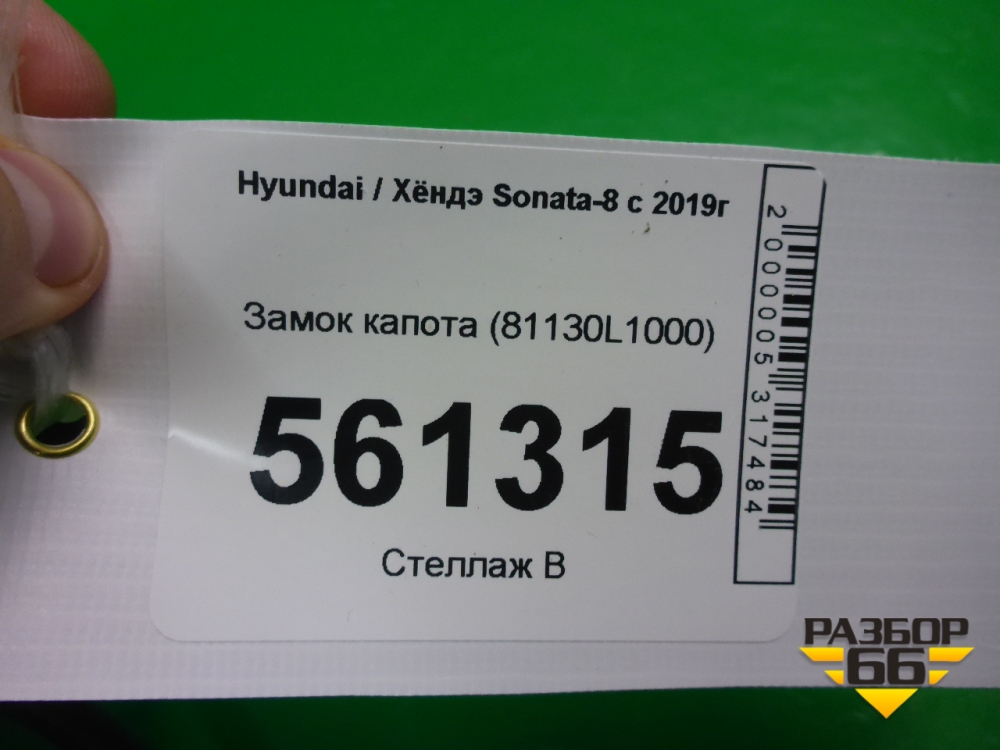 Hyundai / Хёндэ Sonata-8 с 2019г
Замок капота (81130L1000)
561315
Стеллаж В
2000005317484
РАЗБОР
66